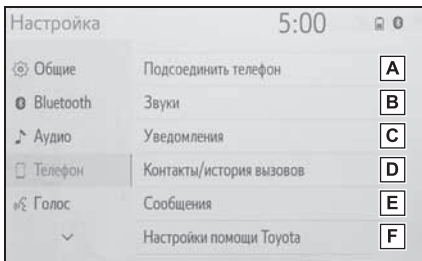 Настройка 5:00
Общие
Подсоединить телефон A
Bluetooth
Звуки B
Аудио
Уведомления C
Телефон
Контакты/история вызовов D
Голос
Сообщения E
Настройки помощи Toyota F